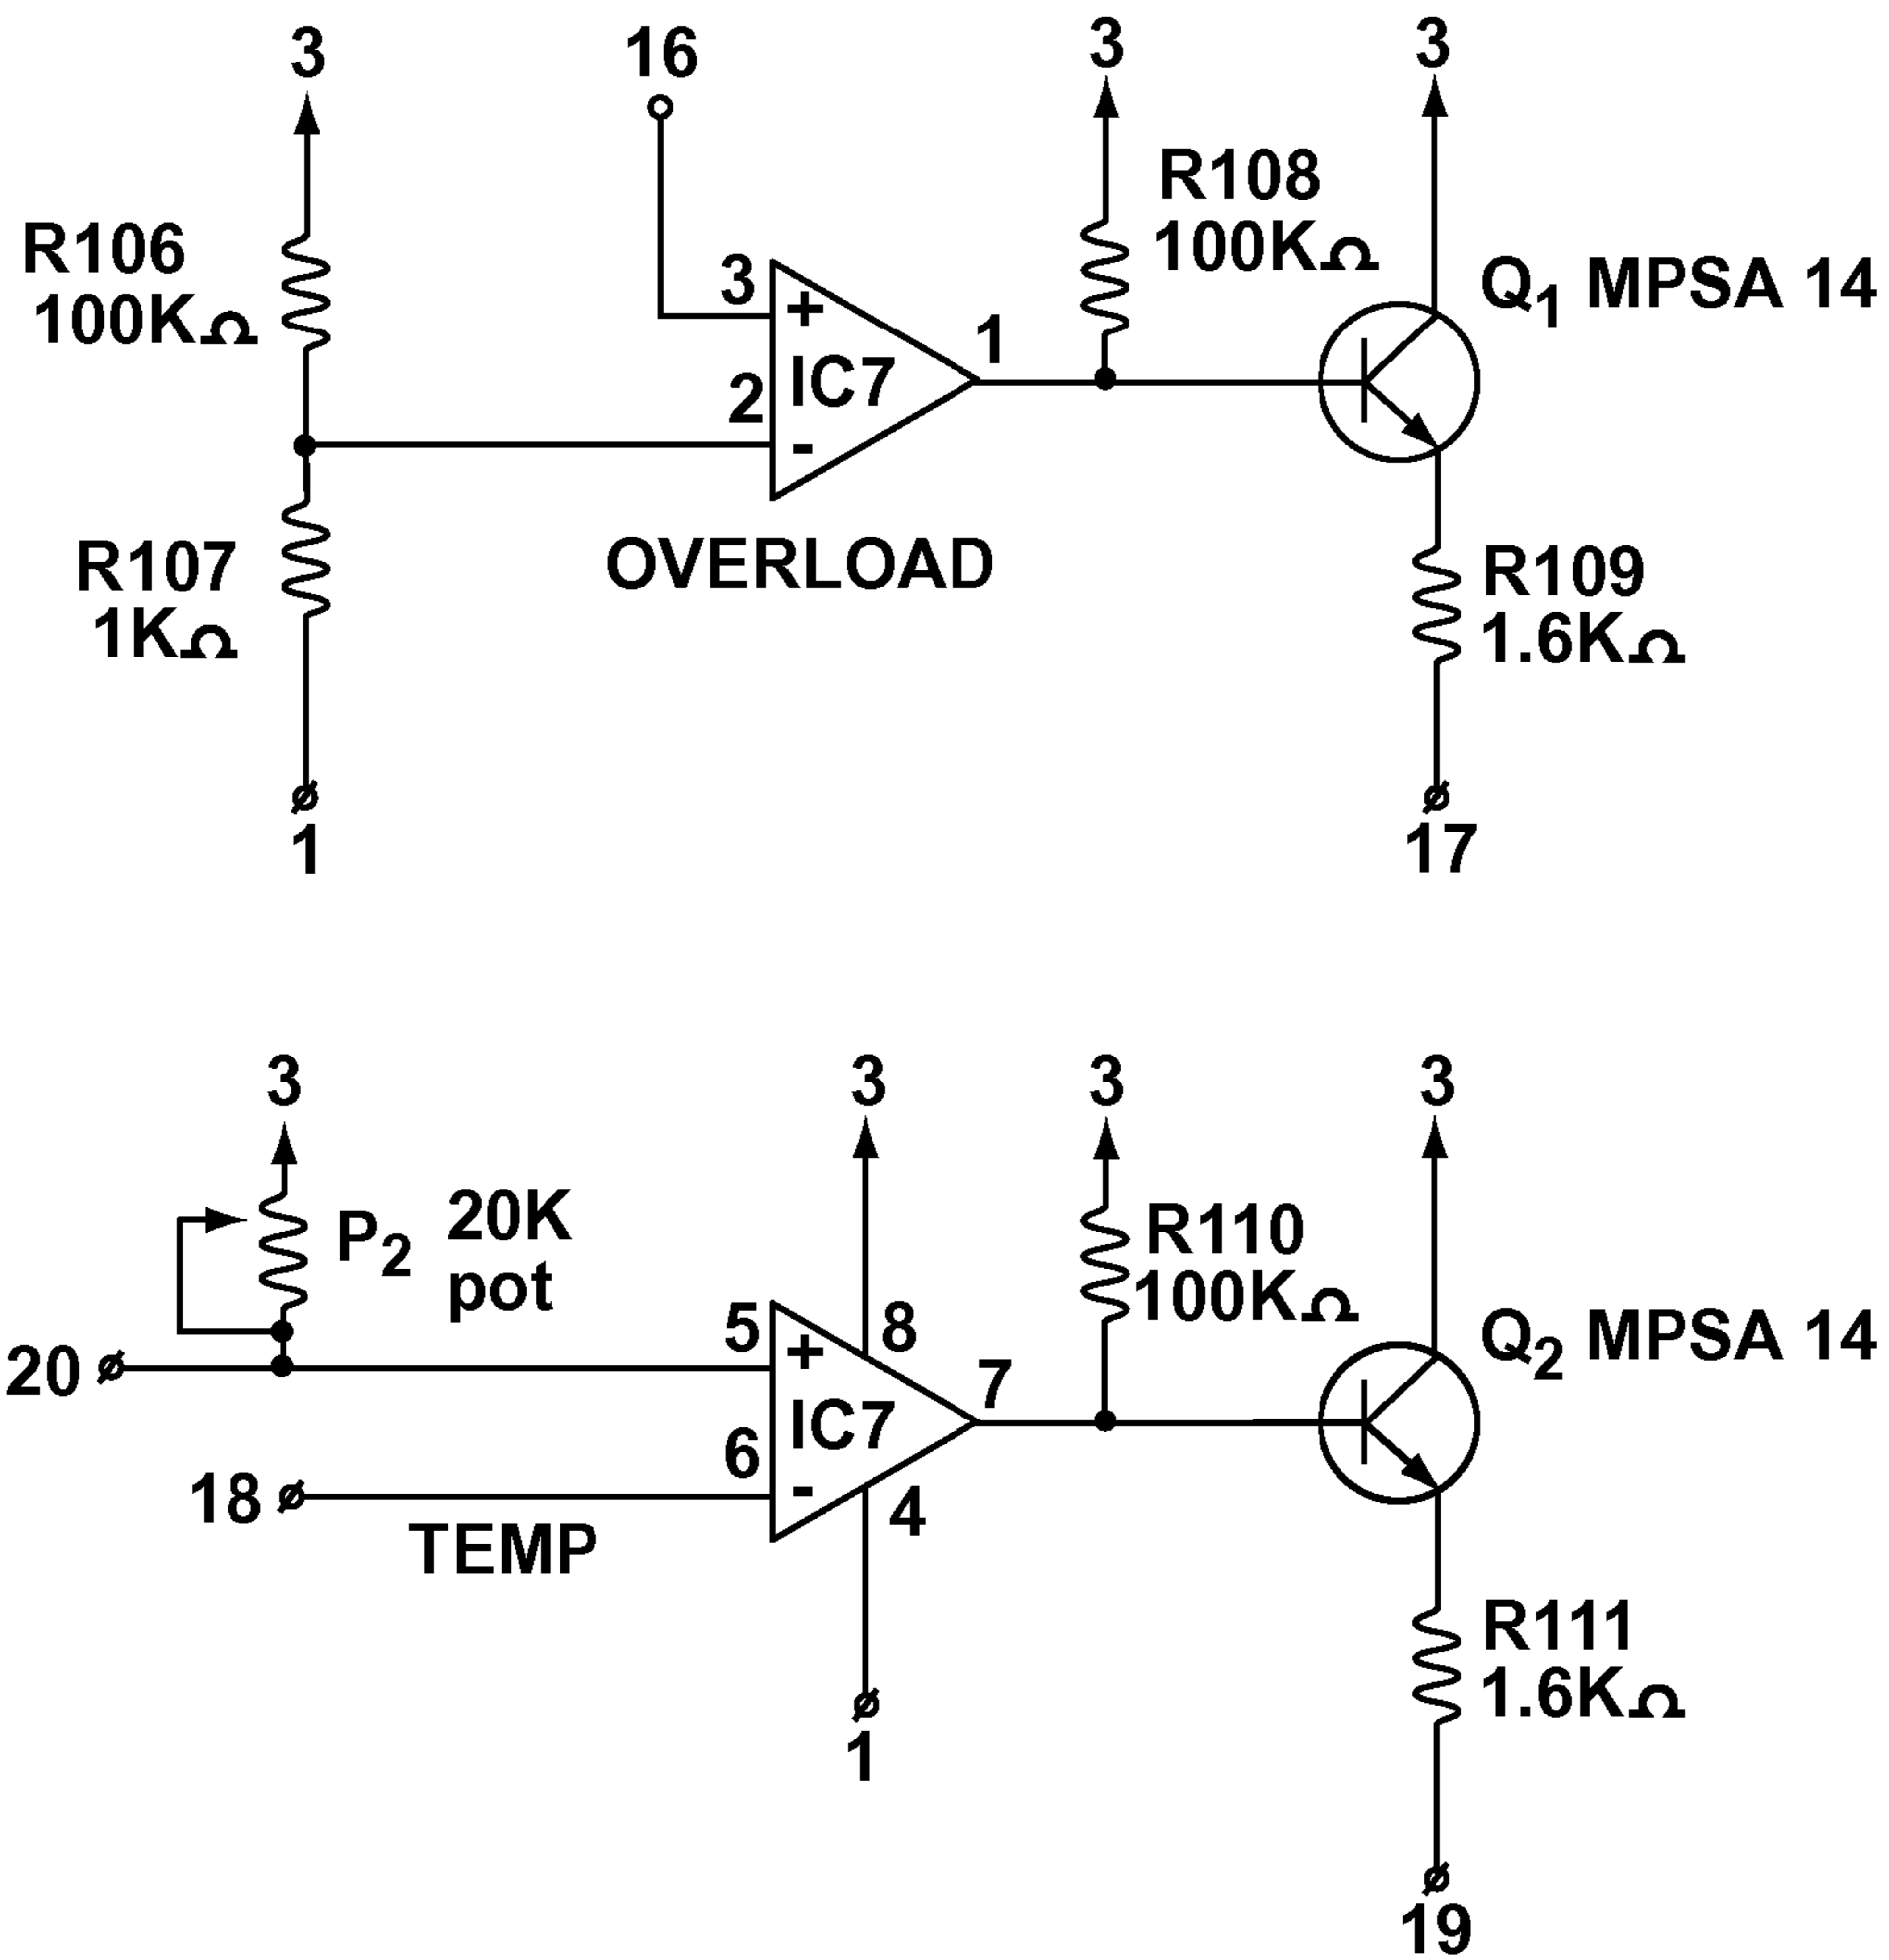 3
16
3
3
R106
100KΩ
R108
100KΩ
Q1 MPSA 14
3
+
1
IC7
2
-
R107
1KΩ
OVERLOAD
R109
1.6KΩ
1
17
3
3
3
3
P2
20K
pot
R110
100KΩ
Q2 MPSA 14
5
+
8
20
7
IC7
6
-
18
4
TEMP
R111
1.6KΩ
1
19